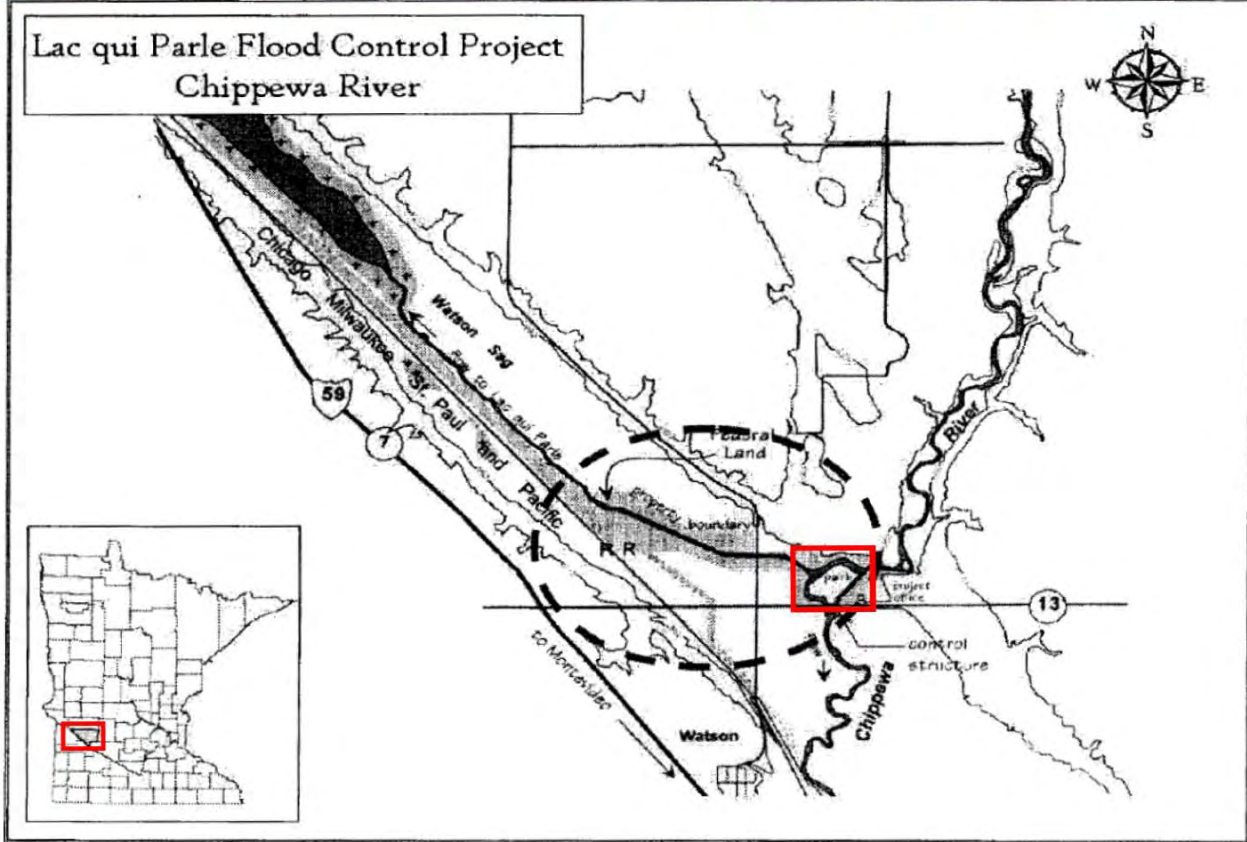 Lac qui Parle Flood Control Project
Chippewa River
N
W
E
S
Chicago
Milwaukee
St. Paul
and
Pacific
R R
Watson Sag
to Lac qui Parle
59
7
Federal
Land
property
boundary
park
project
office
River
13
control
structure
Chippewa
to Montevideo
Watson